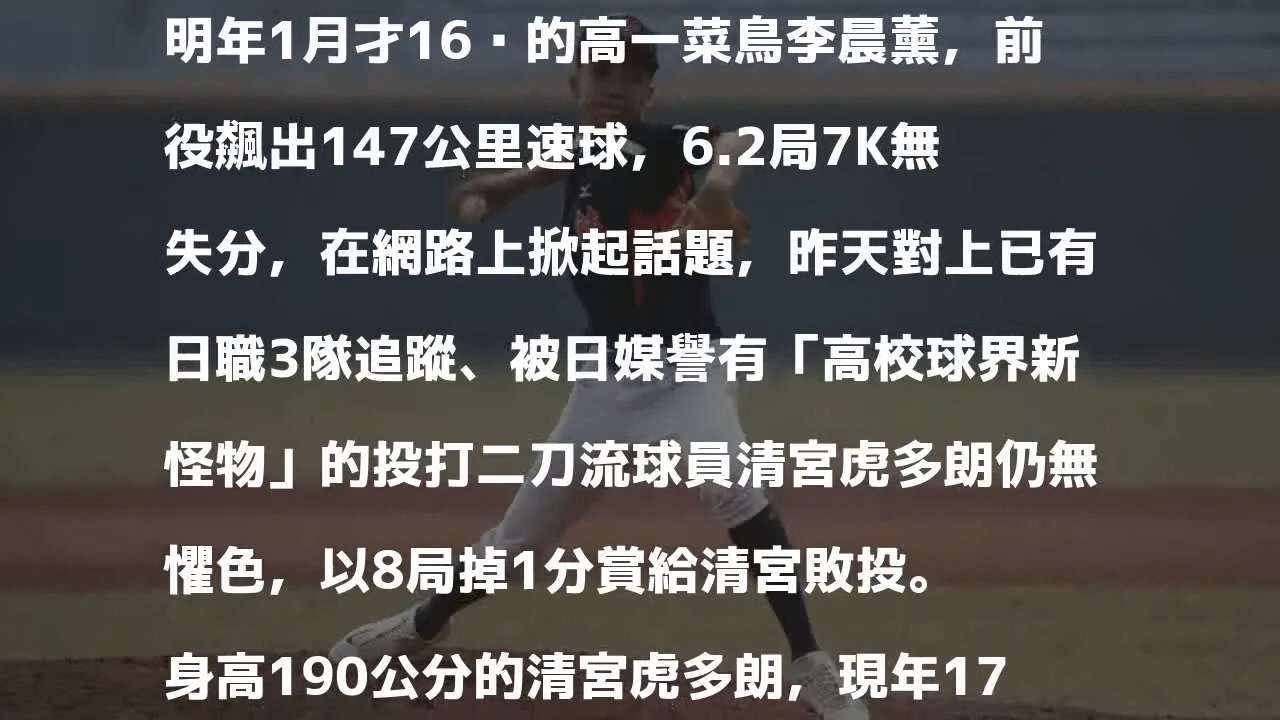 明年1月才16▪的高一菜鳥李晨薰，前
役飆出147公里速球，6.2局7K無
失分，在網路上掀起話題，昨天對上已有
日職3隊追蹤、被日媒譽有「高校球界新
怪物」的投打二刀流球員清宮虎多朗仍無
懼色，以8局掉1分賞給清宮敗投。
身高190公分的清宮虎多朗，現年17